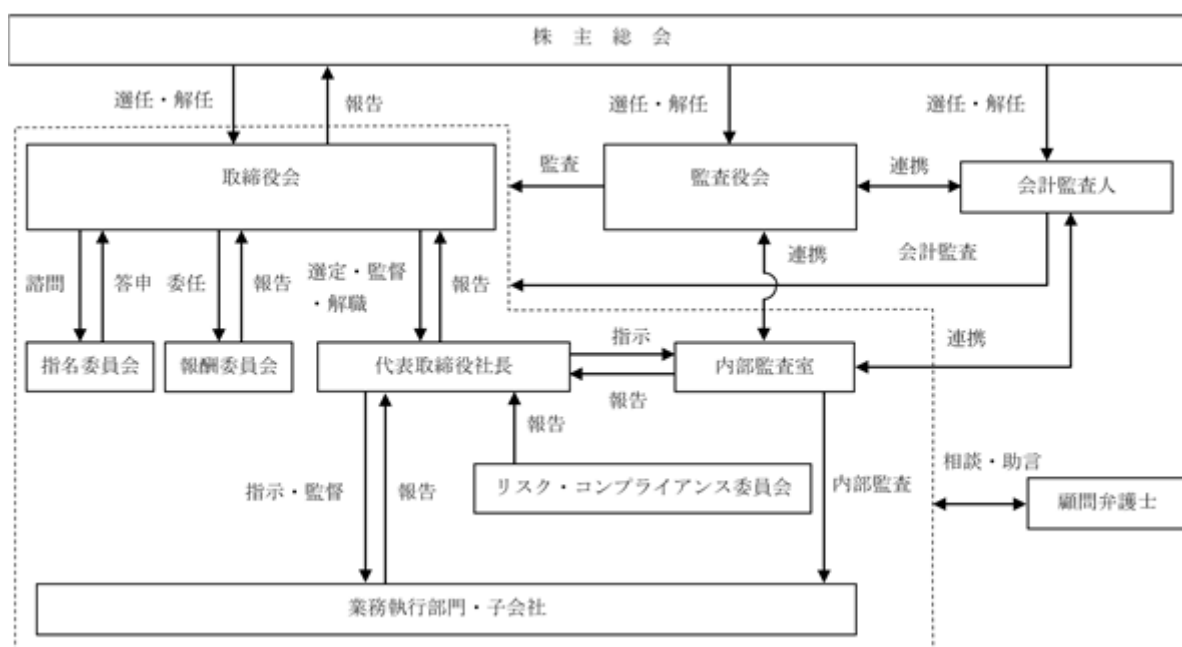 株主総会
選任・解任
報告
選任・解任
選任・解任
取締役会
監査
監査役会
連携
会計監査人
諮問
答申
委任
報告
選定・監督
・解職
報告
連携
会計監査
指名委員会
報酬委員会
代表取締役社長
指示
報告
内部監査室
連携
指示・監督
報告
報告
リスク・コンプライアンス委員会
内部監査
相談・助言
顧問弁護士
業務執行部門・子会社